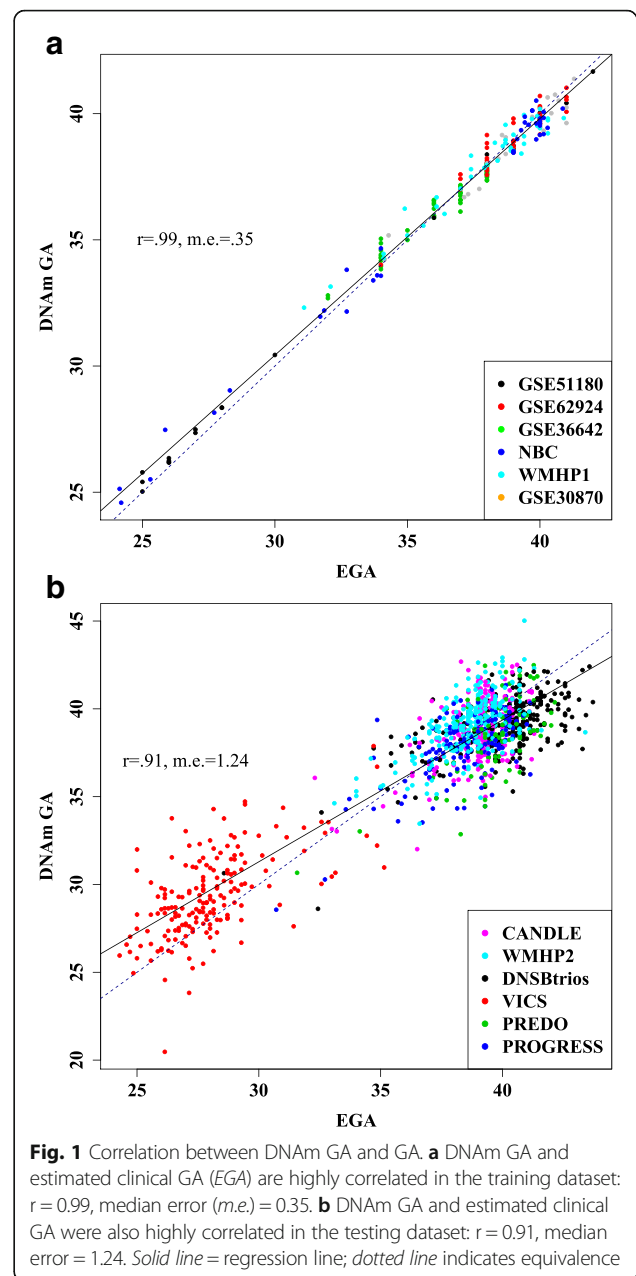 a
40
35
30
25
DNAm GA
r=.99, m.e.=.35
GSE51180
GSE62924
GSE36642
NBC
WMHP1
GSE30870
25
30
35
40
EGA
b
45
40
35
30
25
20
DNAm GA
r=.91, m.e.=1.24
CANDLE
WMHP2
DNSBtrios
VICS
PREDO
PROGRESS
25
30
35
40
EGA
Fig. 1 Correlation between DNAm GA and GA. a DNAm GA and
estimated clinical GA (EGA) are highly correlated in the training dataset:
r = 0.99, median error (m.e.) = 0.35. b DNAm GA and estimated clinical
GA were also highly correlated in the testing dataset: r = 0.91, median
error = 1.24. Solid line = regression line; dotted line indicates equivalence